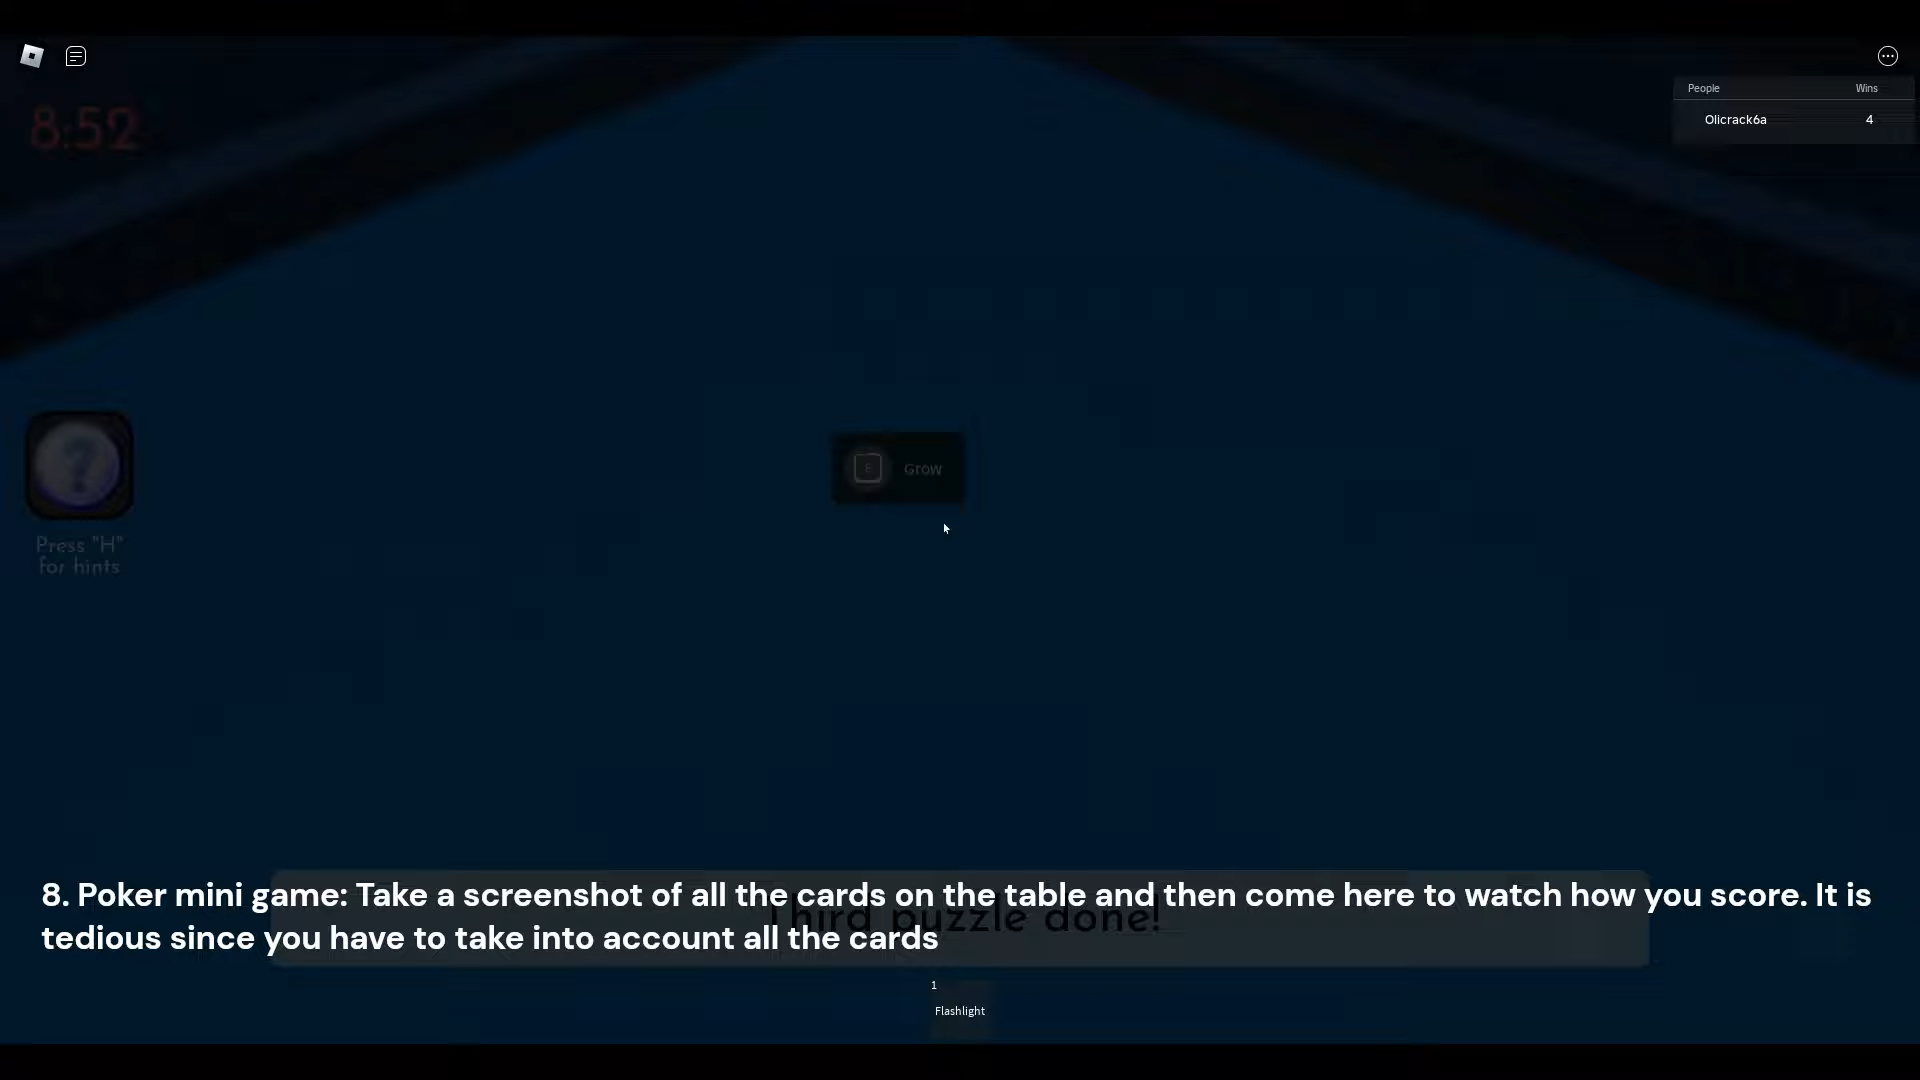 People Wins
Olicrack6a 4
8:52
E Grow
Press "H"
for hints
8. Poker mini game: Take a screenshot of all the cards on the table and then come here to watch how you score. It is
tedious since you have to take into account all the cards
Third puzzle done!
1
Flashlight